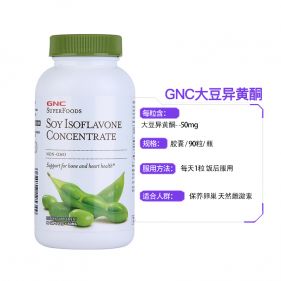 GNC
SUPERFOODS
SOY ISOFLAVONE
CONCENTRATE
NON-GMO
Support for bone and heart health*
GNC大豆异黄酮
每粒含：
大豆异黄酮--50mg
规格：
胶囊/90粒/瓶
服用方法：
每天1粒 饭后服用
适合人群：
保养卵巢 天然雌激素